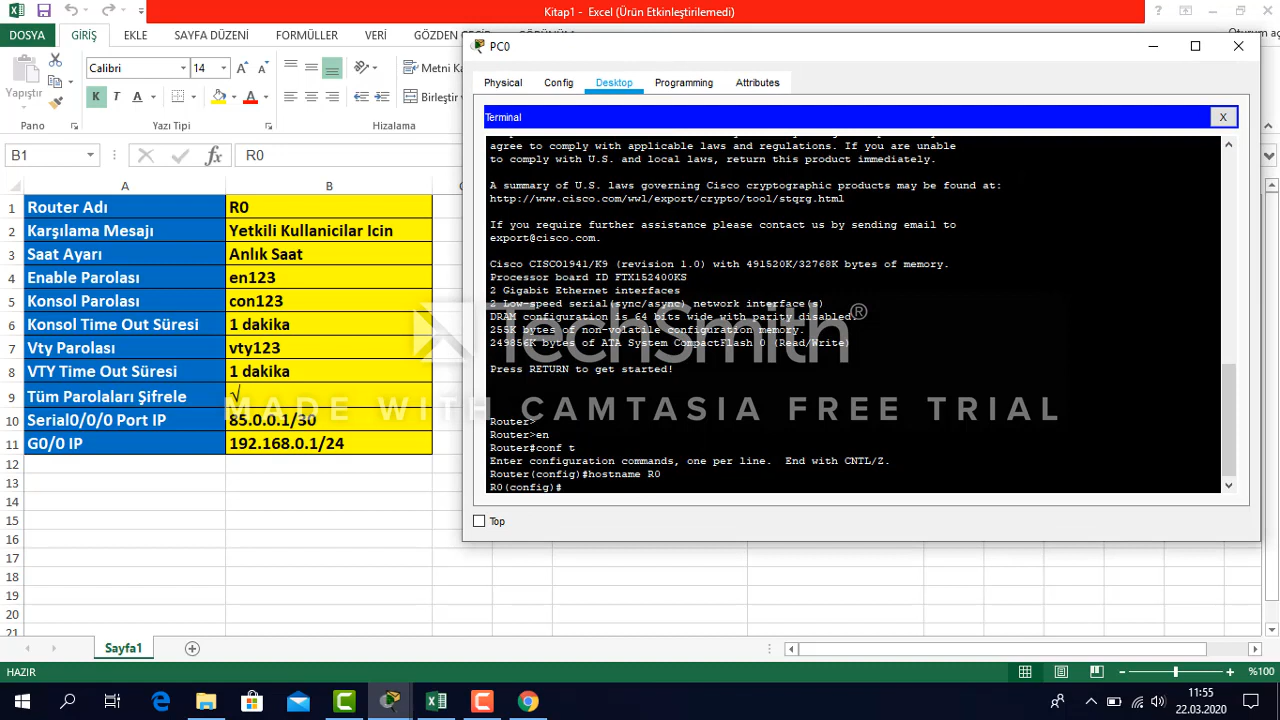 Kitap1 - Excel (Ürün Etkinleştirilemedi)
DOSYA GİRİŞ EKLE SAYFA DÜZENİ FORMÜLLER VERİ GÖZDEN
Oturum aç
Calibri 14
Metni Ka
Yapıştır
K T A
Birleştir
Pano Yazı Tipi Hizalama
B1 R0
A B
1 Router Adı R0
2 Karşılama Mesajı Yetkili Kullanicilar Icin
3 Saat Ayarı Anlık Saat
4 Enable Parolası en123
5 Konsol Parolası con123
6 Konsol Time Out Süresi 1 dakika
7 Vty Parolası vty123
8 VTY Time Out Süresi 1 dakika
9 Tüm Parolaları Şifrele √
10 Serial0/0/0 Port IP 85.0.0.1/30
11 G0/0 IP 192.168.0.1/24
12
13
14
15
16
17
18
19
20
21
PC0
Physical Config Desktop Programming Attributes
Terminal X
agree to comply with applicable laws and regulations. If you are unable
to comply with U.S. and local laws, return this product immediately.
A summary of U.S. laws governing Cisco cryptographic products may be found at:
http://www.cisco.com/wwl/export/crypto/tool/stqrg.html
If you require further assistance please contact us by sending email to
export@cisco.com.
Cisco CISCO1941/K9 (revision 1.0) with 491520K/32768K bytes of memory.
Processor board ID FTX152400KS
2 Gigabit Ethernet interfaces
2 Low-speed serial(sync/async) network interface(s)
DRAM configuration is 64 bits wide with parity disabled.
255K bytes of non-volatile configuration memory.
249856K bytes of ATA System CompactFlash 0 (Read/Write)
Press RETURN to get started!
Router>
Router>en
Router#conf t
Enter configuration commands, one per line. End with CNTL/Z.
Router(config)#hostname R0
R0(config)#
Top
TechSmith®
MADE WITH CAMTASIA FREE TRIAL
Sayfa1
HAZIR %100
11:55
22.03.2020